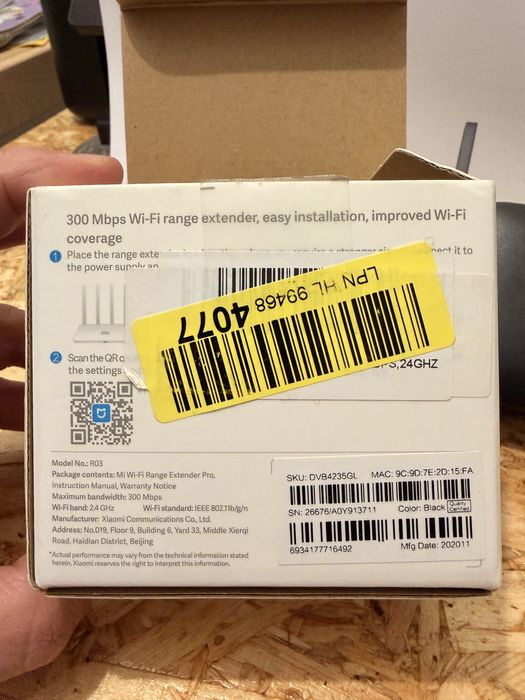 300 Mbps Wi-Fi range extender, easy installation, improved Wi-Fi
coverage
1 Place the range
the power supply
LPN HL 99468 4077
,24GHZ
2 Scan the QR
the settings
Model No.: R03
Package contents: Mi Wi-Fi Range Extender Pro,
Instruction Manual, Warranty Notice
Maximum bandwidth: 300 Mbps
Wi-Fi band: 2.4 GHz Wi-Fi standard: IEEE 802.11b/g/n
Manufacturer: Xiaomi Communications Co., Ltd.
Address: No.019, Floor 9, Building 6, Yard 33, Middle Xierqi
Road, Haidian District, Beijing
*Actual performance may vary from the technical information stated
herein. Xiaomi reserves the right to interpret this information.
SKU: DVB4235GL MAC: 9C:9D:7E:2D:15:FA
SN: 26676/A0Y913711 Color: Black Quality Certified
6934177716492 Mfg Date: 202011